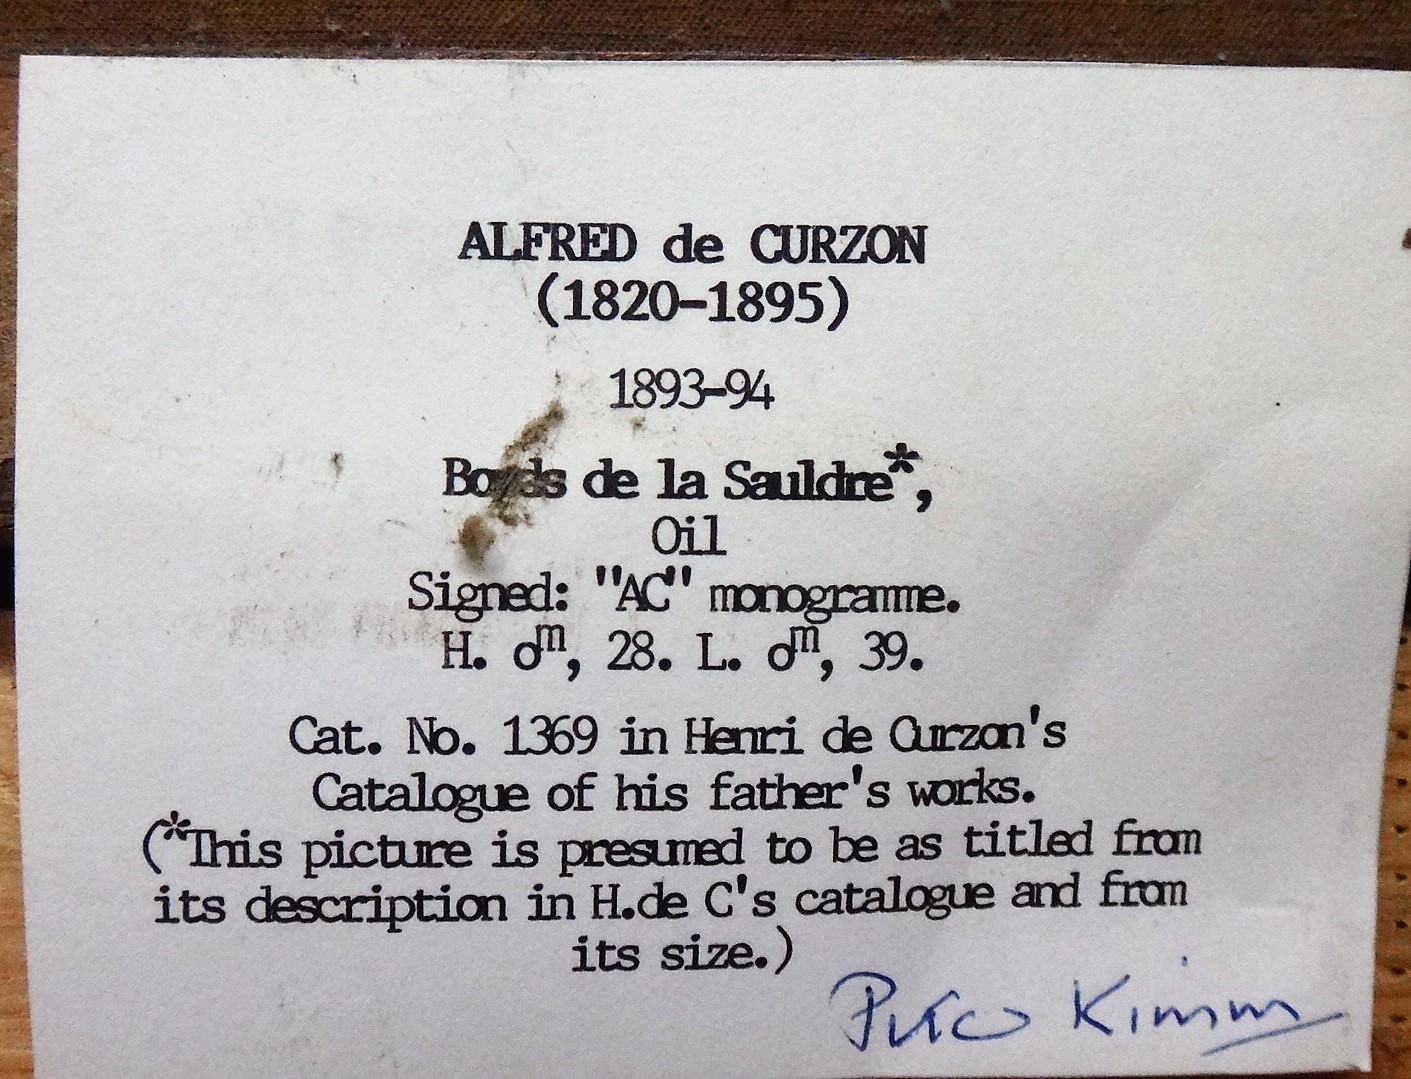 ALFRED de CURZON
(1820-1895)
1893-94
Bords de la Sauldre*,
Oil
Signed: "AC" monogramme.
H. oᵐ, 28. L. oᵐ, 39.
Cat. No. 1369 in Henri de Curzon's
Catalogue of his father's works.
(*This picture is presumed to be as titled from
its description in H.de C's catalogue and from
its size.)